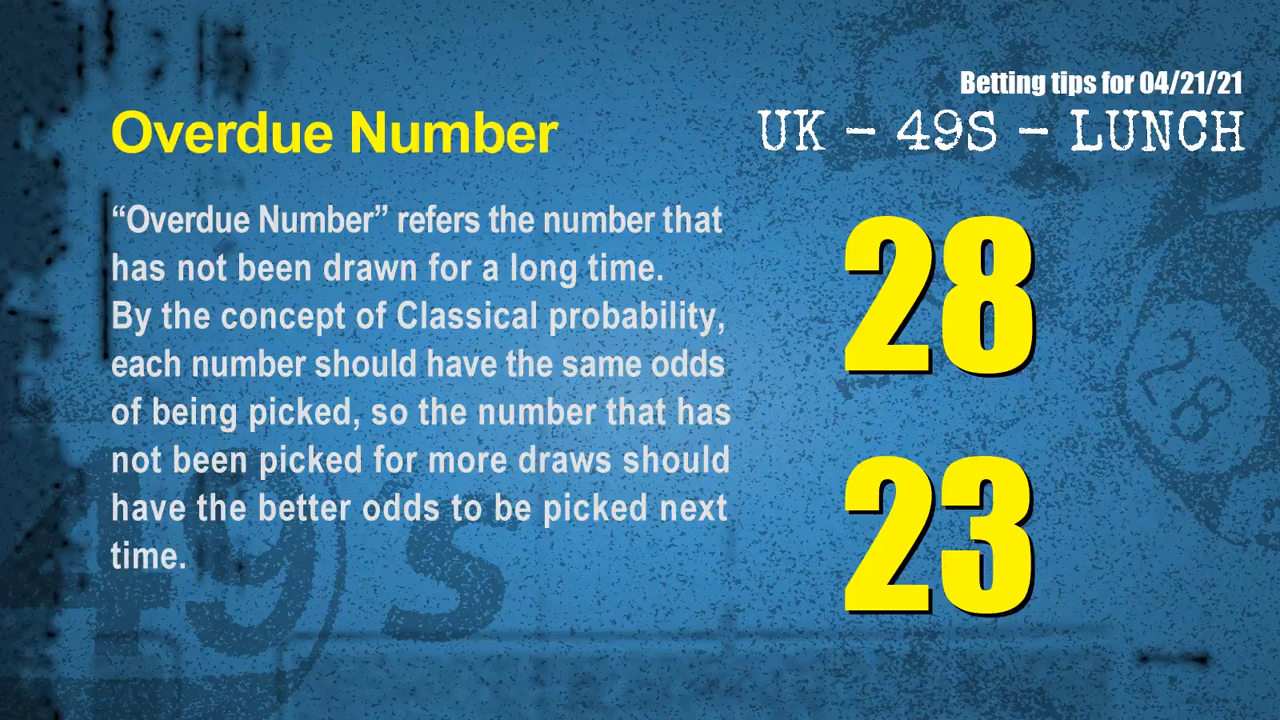 Betting tips for 04/21/21
UK - 49S - LUNCH
Overdue Number
“Overdue Number” refers the number that
has not been drawn for a long time.
By the concept of Classical probability,
each number should have the same odds
of being picked, so the number that has
not been picked for more draws should
have the better odds to be picked next
time.
28
23
49's
28